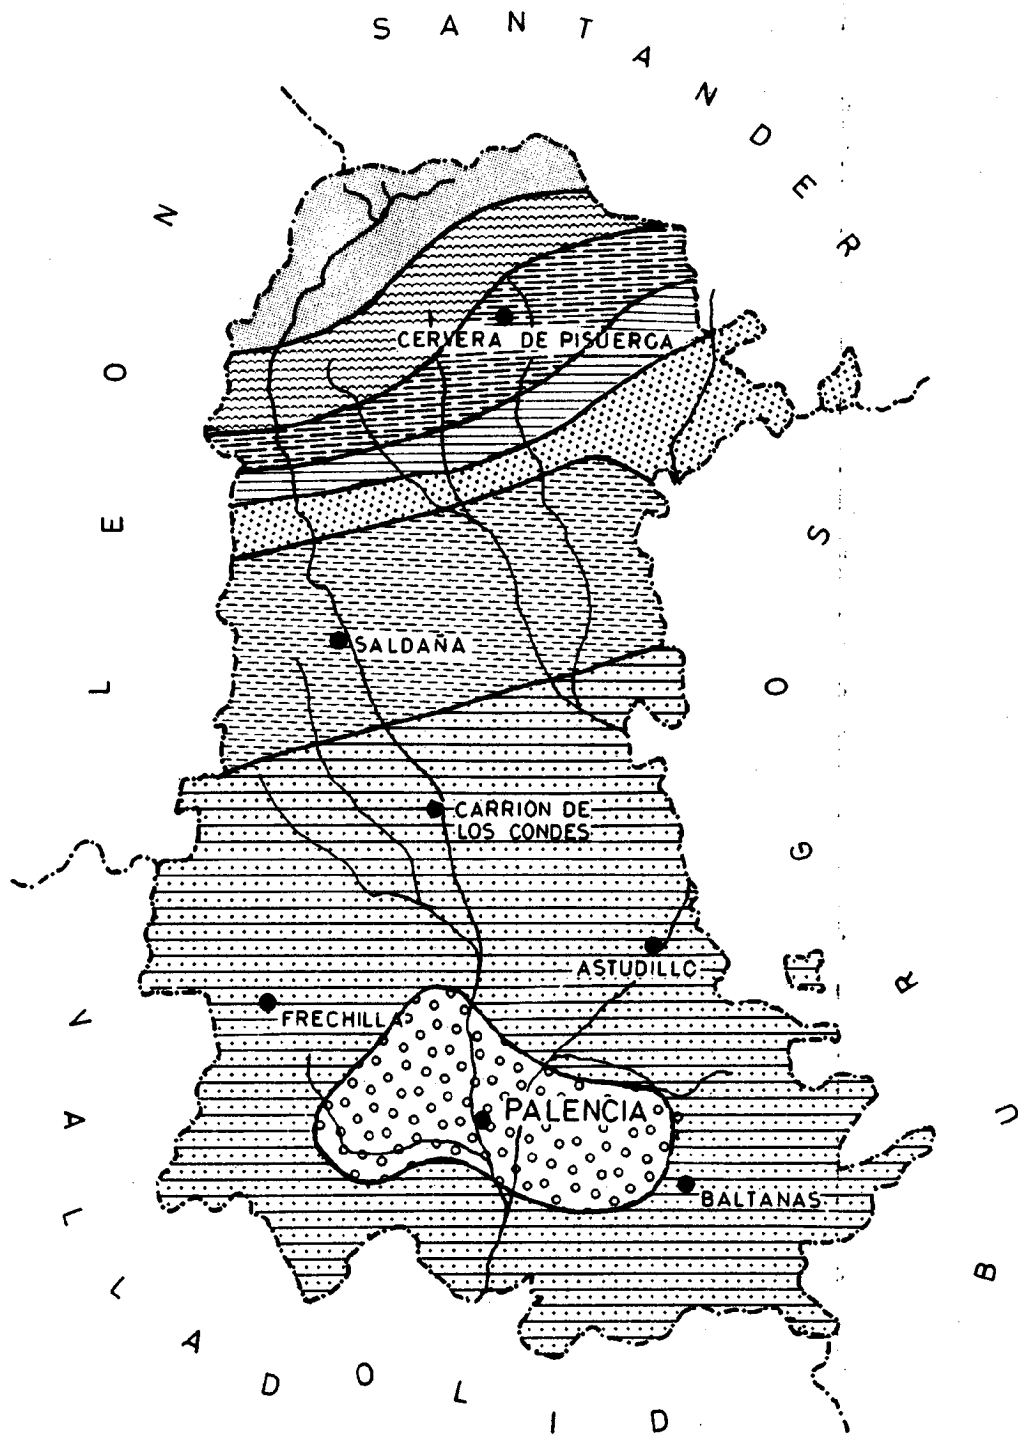 SANTANDER
LEON
CERVERA DE PISUERGA
SALDAÑA
CARRION DE
LOS CONDES
ASTUDILLO
FRECHILLA
PALENCIA
BALTANAS
BURGOS
VALLADOLID